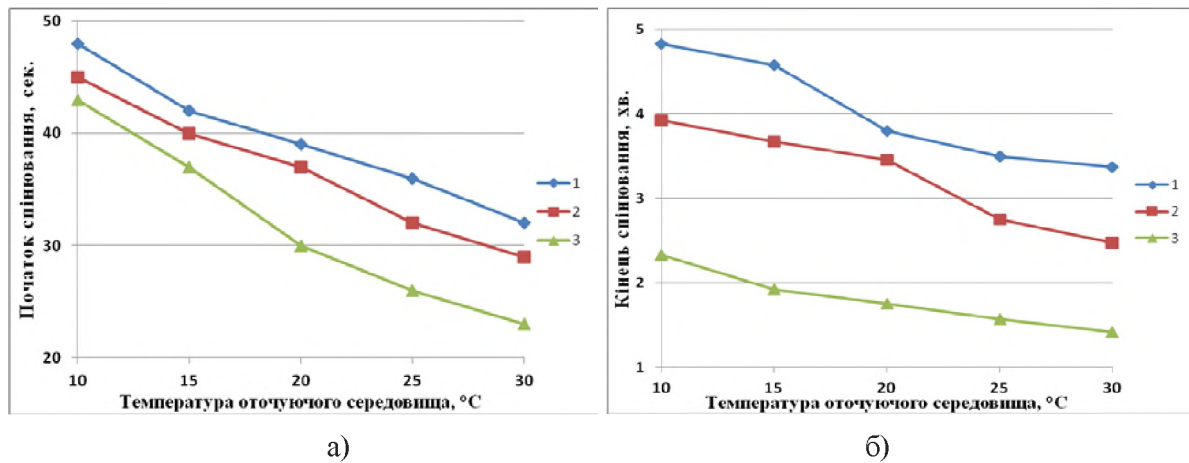 Початок спінювання, сек.
50
40
30
20
10 15 20 25 30
Температура оточуючого середовища, °С
1
2
3
а)
Кінець спінювання, хв.
5
4
3
2
1
10 15 20 25 30
Температура оточуючого середовища, °С
1
2
3
б)